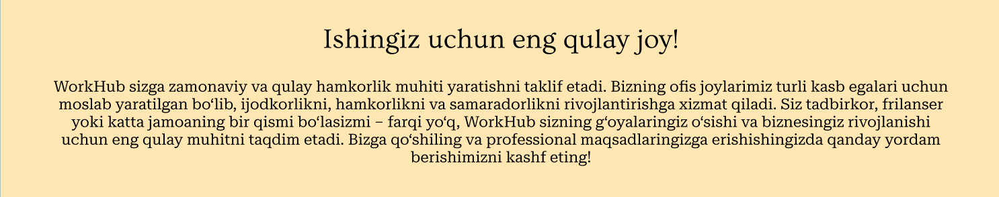 Ishingiz uchun eng qulay joy!
WorkHub sizga zamonaviy va qulay hamkorlik muhiti yaratishni taklif etadi. Bizning ofis joylarimiz turli kasb egalari uchun
moslab yaratilgan bo‘lib, ijodkorlikni, hamkorlikni va samaradorlikni rivojlantirishga xizmat qiladi. Siz tadbirkor, frilanser
yoki katta jamoaning bir qismi bo‘lasizmi – farqi yo‘q, WorkHub sizning g‘oyalaringiz o‘sishi va biznesingiz rivojlanishi
uchun eng qulay muhitni taqdim etadi. Bizga qo‘shiling va professional maqsadlaringizga erishishingizda qanday yordam
berishimizni kashf eting!